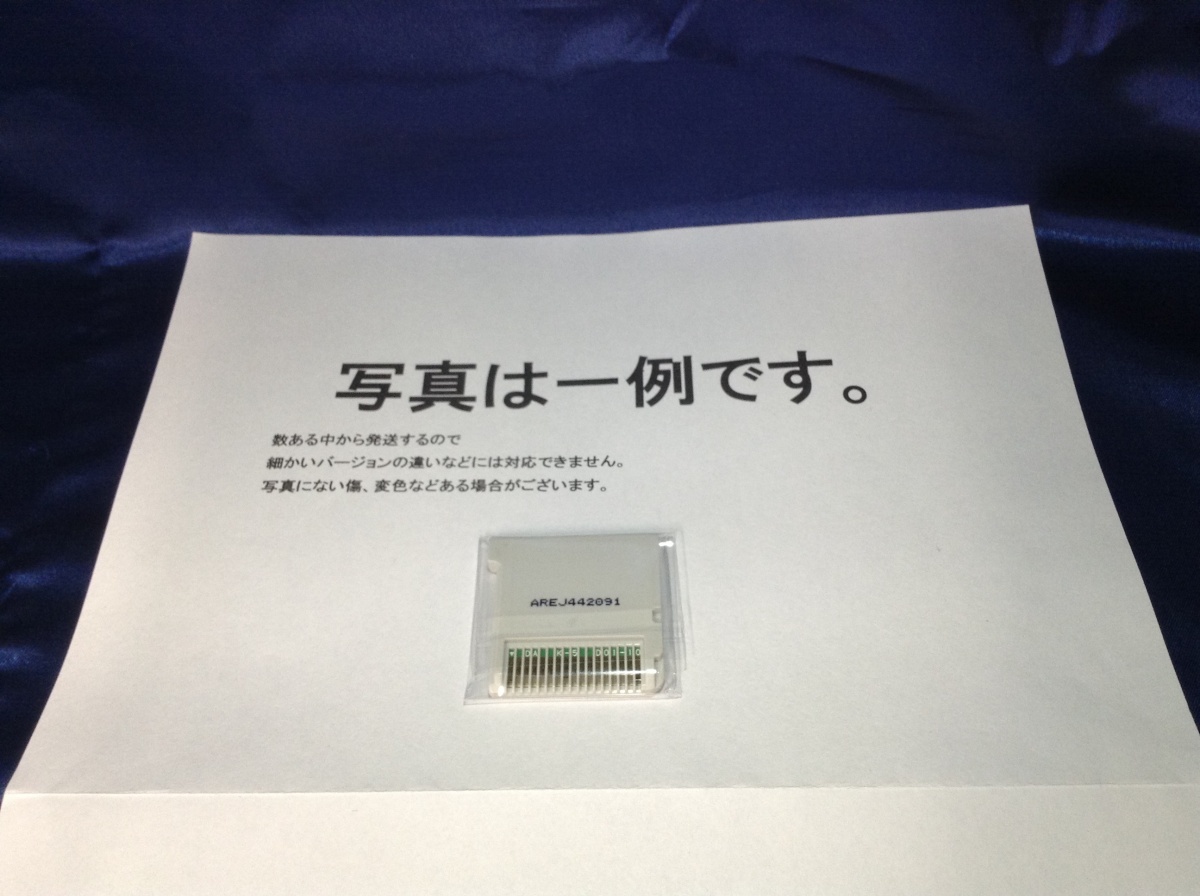 写真は一例です。
数ある中から発送するので
細かいバージョンの違いなどには対応できません。
写真にない傷、変色などある場合がございます。
AREJ442091